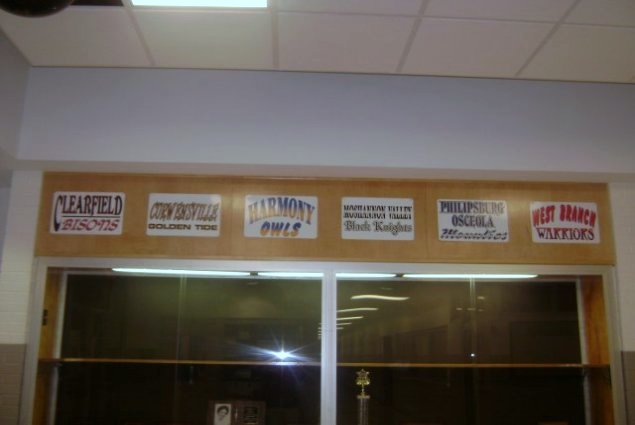 CLEARFIELD
BISONS
CURWENSVILLE
GOLDEN TIDE
HARMONY
OWLS
MOSHANNON VALLEY
Black Knights
PHILIPSBURG
OSCEOLA
Mounties
WEST BRANCH
WARRIORS